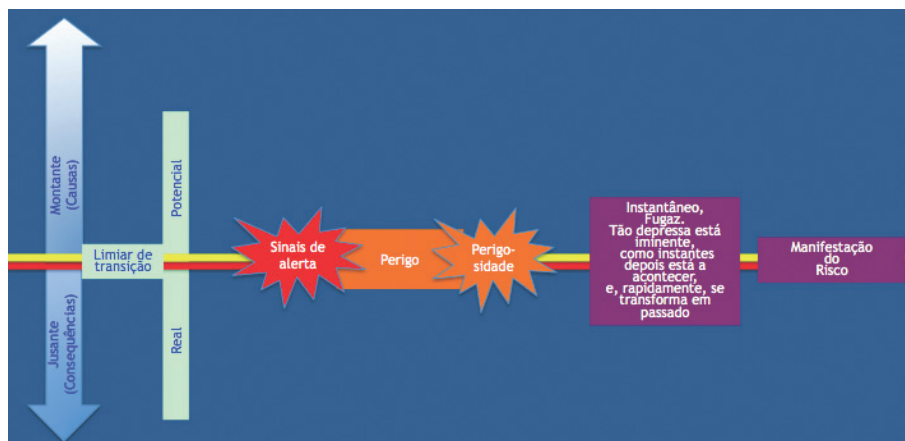 Montante
(Causas)
Jusante
(Consequências)
Limiar de
transição
Potencial
Real
Sinais de
alerta
Perigo
Perigo-
sidade
Instantâneo,
Fugaz.
Tão depressa está
iminente,
como instantes
depois está a
acontecer,
e, rapidamente, se
transforma em
passado
Manifestação
do
Risco